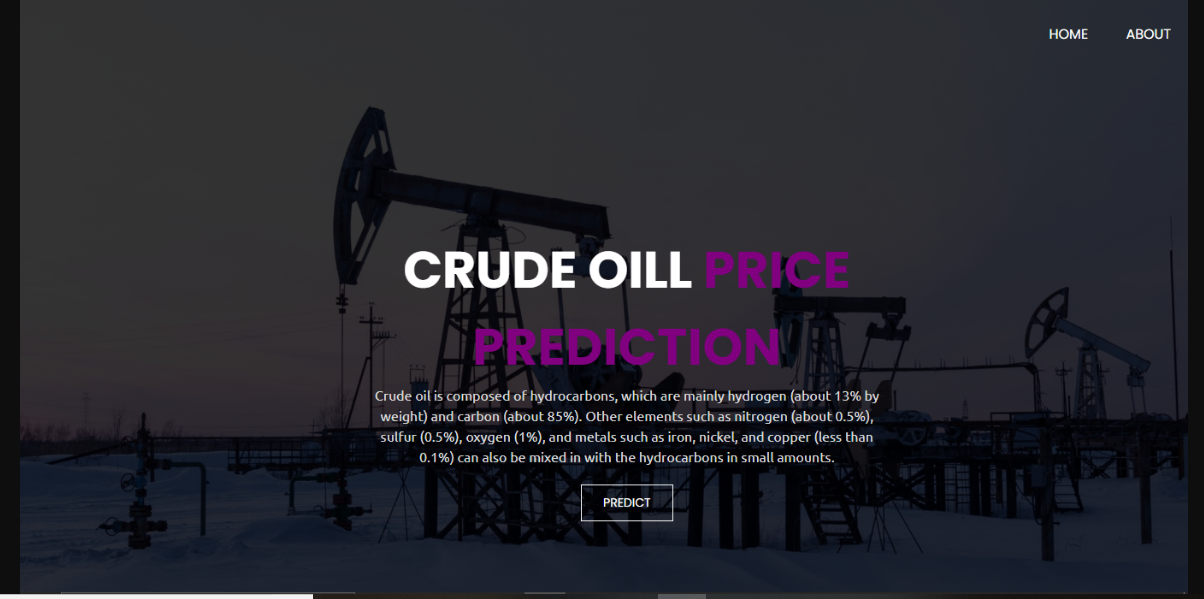 HOME ABOUT
CRUDE OILL PRICE
PREDICTION
Crude oil is composed of hydrocarbons, which are mainly hydrogen (about 13% by
weight) and carbon (about 85%). Other elements such as nitrogen (about 0.5%),
sulfur (0.5%), oxygen (1%), and metals such as iron, nickel, and copper (less than
0.1%) can also be mixed in with the hydrocarbons in small amounts.
PREDICT